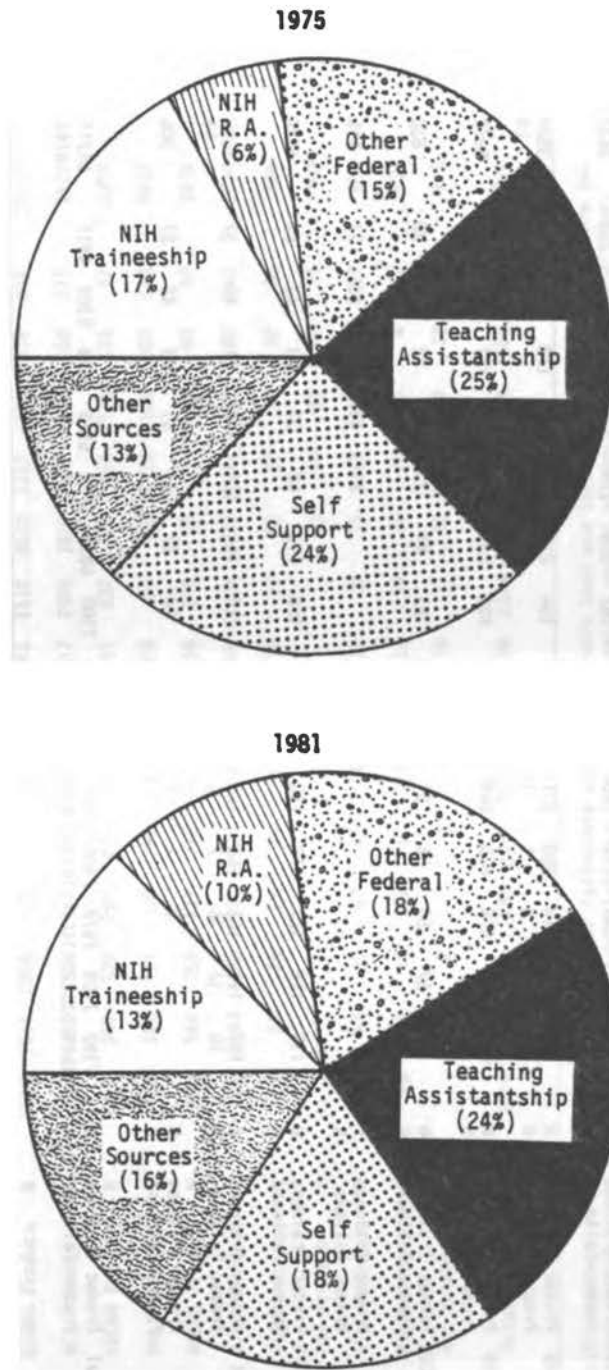 1975
NIH
R.A.
(6%)
Other
Federal
(15%)
NIH
Traineeship
(17%)
Teaching
Assistantship
(25%)
Other
Sources
(13%)
Self
Support
(24%)
1981
NIH
R.A.
(10%)
Other
Federal
(18%)
NIH
Traineeship
(13%)
Teaching
Assistantship
(24%)
Other
Sources
(16%)
Self
Support
(18%)